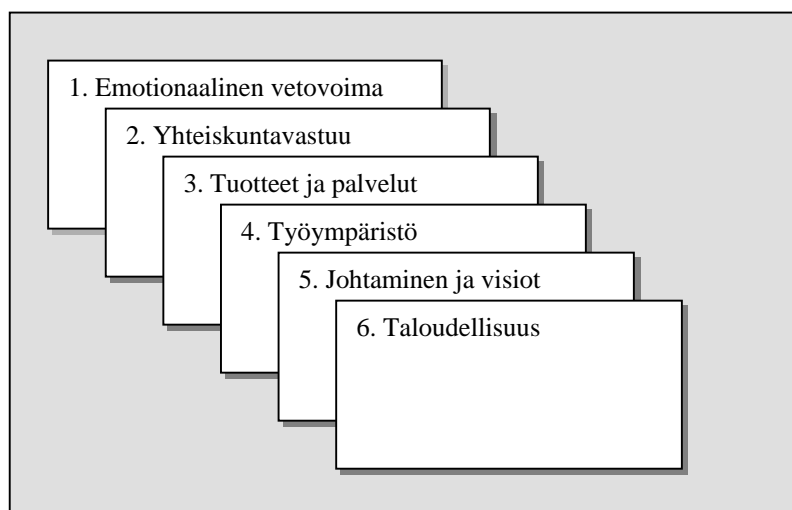 1. Emotionaalinen vetovoima
2. Yhteiskuntavastuu
3. Tuotteet ja palvelut
4. Työympäristö
5. Johtaminen ja visiot
6. Taloudellisuus